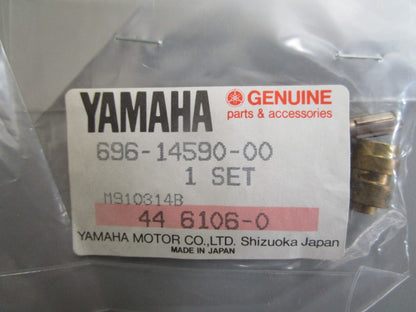 YAMAHA GENUINE
parts & accessories
696-14590-00
1 SET
M910314B
44 6106-0
YAMAHA MOTOR CO.,LTD. Shizuoka Japan
MADE IN JAPAN